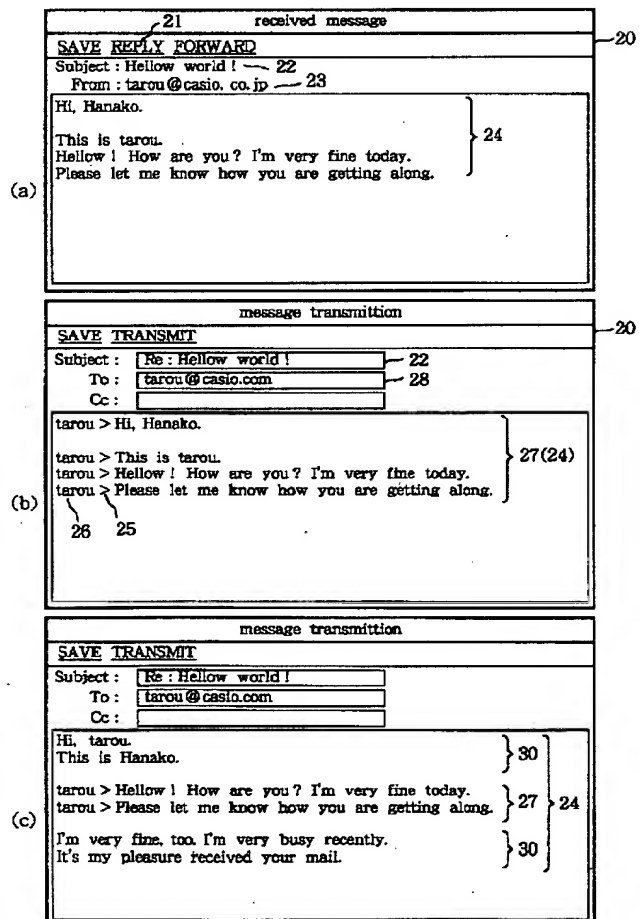 received message
21
SAVE REPLY FORWARD
20
Subject : Hellow world ! 22
From : tarou@casio. co. jp 23
Hi, Hanako.
This is tarou.
Hellow ! How are you ? I'm very fine today.
Please let me know how you are getting along.
24
(a)
message transmittion
SAVE TRANSMIT
20
Subject : Re : Hellow world ! 22
To : tarou@casio.com 28
Cc :
tarou > Hi, Hanako.
tarou > This is tarou.
tarou > Hellow ! How are you ? I'm very fine today.
tarou > Please let me know how you are getting along.
27(24)
26 25
(b)
message transmittion
SAVE TRANSMIT
Subject : Re : Hellow world !
To : tarou@casio.com
Cc :
Hi, tarou.
This is Hanako.
30
tarou > Hellow ! How are you ? I'm very fine today.
tarou > Please let me know how you are getting along.
27 24
I'm very fine, too. I'm very busy recently.
It's my pleasure received your mail.
30
(c)